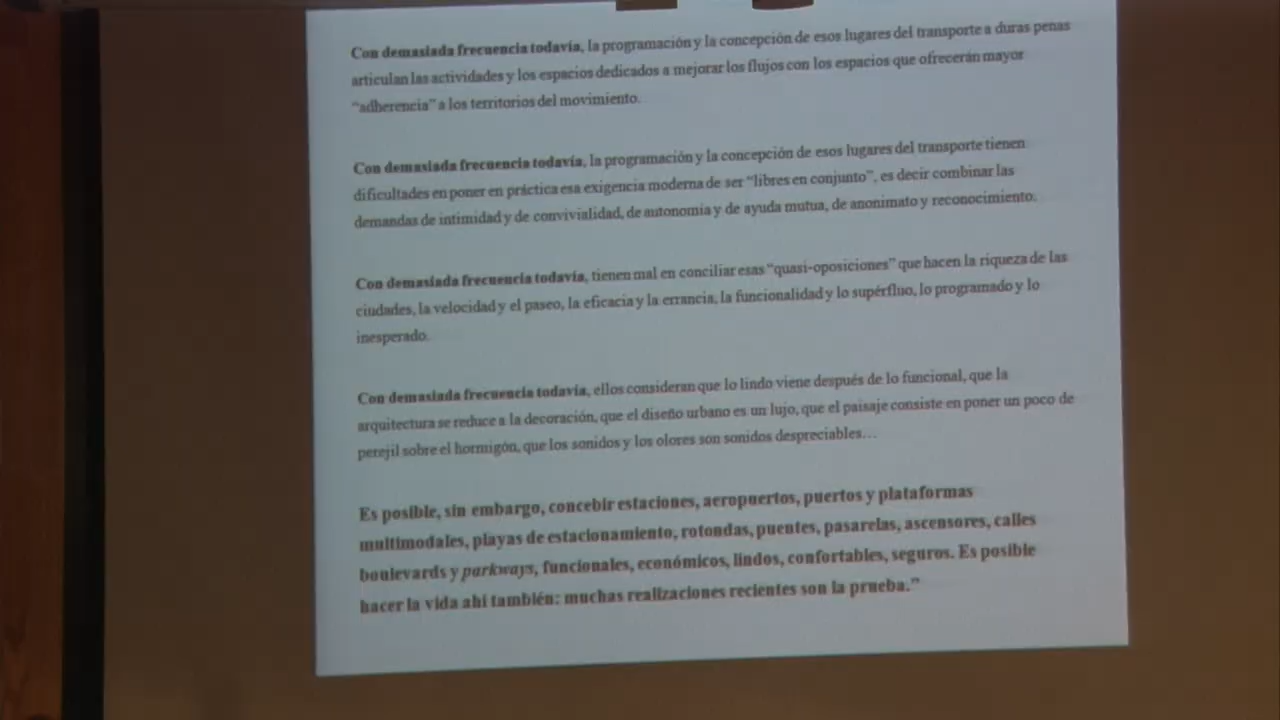 Con demasiada frecuencia todavía, la programación y la concepción de esos lugares del transporte a duras penas
articulan las actividades y los espacios dedicados a mejorar los flujos con los espacios que ofrecerán mayor
“adherencia” a los territorios del movimiento.
Con demasiada frecuencia todavía, la programación y la concepción de esos lugares del transporte tienen
dificultades en poner en práctica esa exigencia moderna de ser “libres en conjunto”, es decir combinar las
demandas de intimidad y de convivialidad, de autonomía y de ayuda mutua, de anonimato y reconocimiento.
Con demasiada frecuencia todavía, tienen mal en conciliar esas “quasi-oposiciones” que hacen la riqueza de las
ciudades, la velocidad y el paseo, la eficacia y la errancia, la funcionalidad y lo supérfluo, lo programado y lo
inesperado.
Con demasiada frecuencia todavía, ellos consideran que lo lindo viene después de lo funcional, que la
arquitectura se reduce a la decoración, que el diseño urbano es un lujo, que el paisaje consiste en poner un poco de
perejil sobre el hormigón, que los sonidos y los olores son sonidos despreciables…
Es posible, sin embargo, concebir estaciones, aeropuertos, puertos y plataformas
multimodales, playas de estacionamiento, rotondas, puentes, pasarelas, ascensores, calles
boulevards y parkways, funcionales, económicos, lindos, confortables, seguros. Es posible
hacer la vida ahí también: muchas realizaciones recientes son la prueba.”